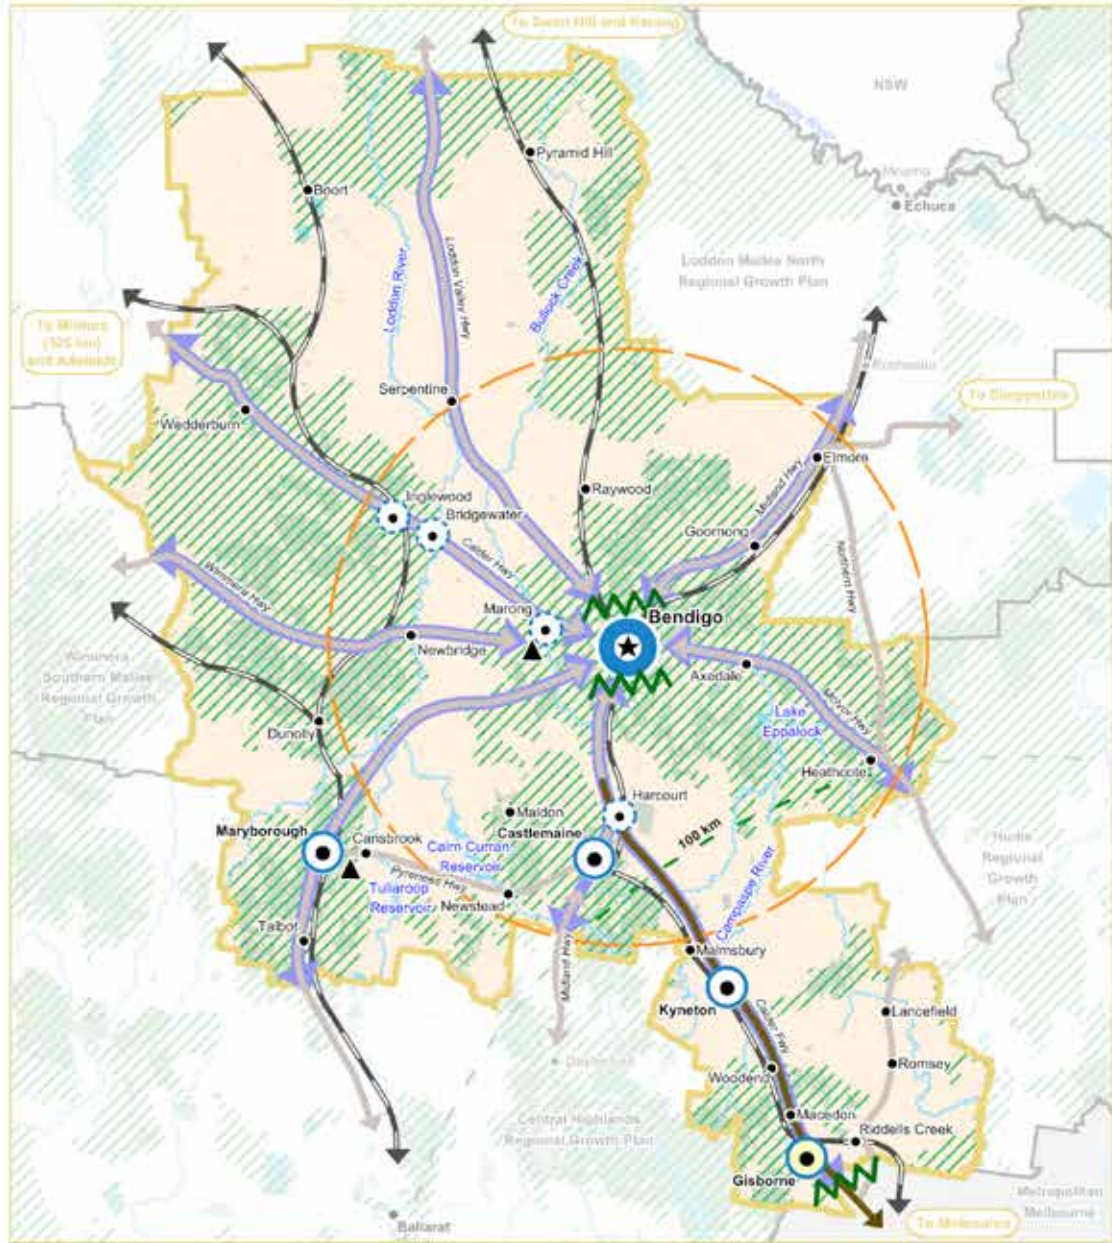 To Swan Hill and Kerang
NSW
Murray River
Moama
Echuca
Pyramid Hill
Boort
Loddon River
Loddon Valley Hwy
Bullock Creek
Loddon Mallee North
Regional Growth Plan
To Mildura
and Adelaide
Rochester
To Shepparton
Serpentine
Wedderburn
Elmore
Midland Hwy
Inglewood
Bridgewater
Raywood
Goornong
Calder Hwy
Northern Hwy
Wimmera Hwy
Marong
Bendigo
Newbridge
Axedale
McIvor Hwy
Wimmera
Southern Mallee
Regional Growth
Plan
Lake
Eppalock
Dunolly
Heathcote
Harcourt
Maldon
Castlemaine
100 km
Maryborough
Carisbrook
Cairn Curran
Reservoir
Pyrenees Hwy
Tullaroop
Reservoir
Newstead
Hume
Regional
Growth
Plan
Campaspe River
Talbot
Midland Hwy
Malmsbury
Kyneton
Calder Fwy
Lancefield
Daylesford
Romsey
Woodend
Macedon
Central Highlands
Regional Growth Plan
Riddells Creek
Gisborne
Metropolitan
Melbourne
Ballarat
To Melbourne